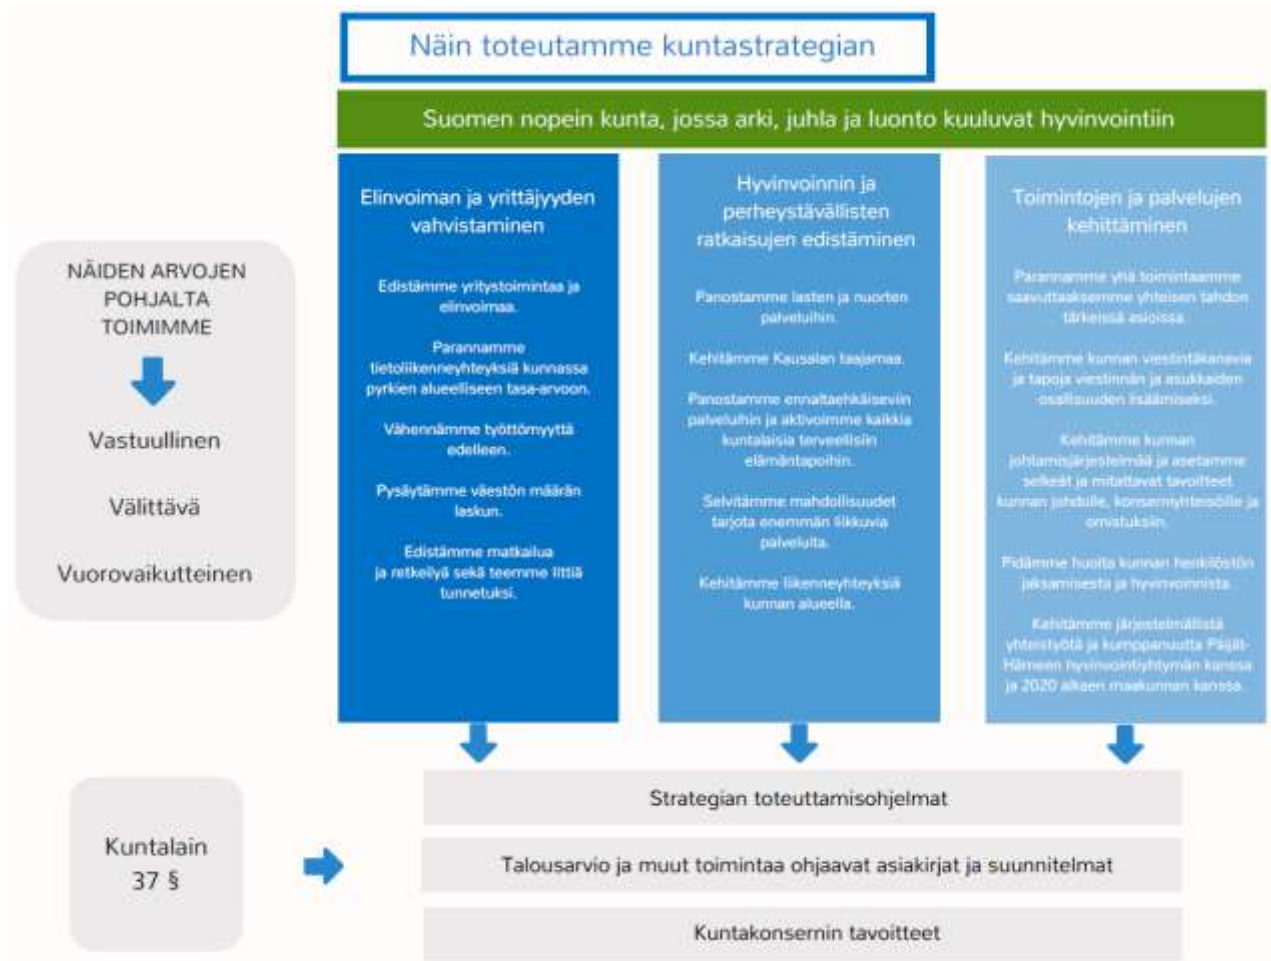 Näin toteutamme kuntastrategian
Suomen nopein kunta, jossa arki, juhla ja luonto kuuluvat hyvinvointiin
NÄIDEN ARVOJEN
POHJALTA
TOIMIMME
Vastuullinen
Välittävä
Vuorovaikutteinen
Elinvoiman ja yrittäjyyden
vahvistaminen
Edistämme yritystoimintaa ja
elinvoimaa.
Parannamme
tietoliikenneyhteyksiä kunnassa
pyrkien alueelliseen tasa-arvoon.
Vähennämme työttömyyttä
edelleen.
Pysäytämme väestön määrän
laskun.
Edistämme matkailua
ja retkeilyä sekä teemme Iittiä
tunnetuksi.
Hyvinvoinnin ja
perheystävällisten
ratkaisujen edistäminen
Panostamme lasten ja nuorten
palveluihin.
Kehitämme Kausalan taajamaa.
Panostamme ennaltaehkäiseviin
palveluihin ja aktivoimme kaikkia
kuntalaisia terveellisiin
elämäntapoihin.
Selvitämme mahdollisuudet
tarjota enemmän liikkuvia
palveluita.
Kehitämme liikenneyhteyksiä
kunnan alueella.
Toimintojen ja palvelujen
kehittäminen
Parannamme yhä toimintaamme
saavuttaaksemme yhteisen tahdon
tärkeissä asioissa.
Kehitämme kunnan viestintäkanavia
ja tapoja viestinnän ja asukkaiden
osallisuuden lisäämiseksi.
Kehitämme kunnan
johtamisjärjestelmää ja asetamme
selkeät ja mitattavat tavoitteet
kunnan johdolle, konserniyhteisöille ja
omistuksiin.
Pidämme huolta kunnan henkilöstön
jaksamisesta ja hyvinvoinnista.
Kehitämme järjestelmällistä
yhteistyötä ja kumppanuutta Päijät-
Hämeen hyvinvointiyhtymän kanssa
ja 2020 alkaen maakunnan kanssa.
Kuntalain
37 §
Strategian toteuttamisohjelmat
Talousarvio ja muut toimintaa ohjaavat asiakirjat ja suunnitelmat
Kuntakonsernin tavoitteet